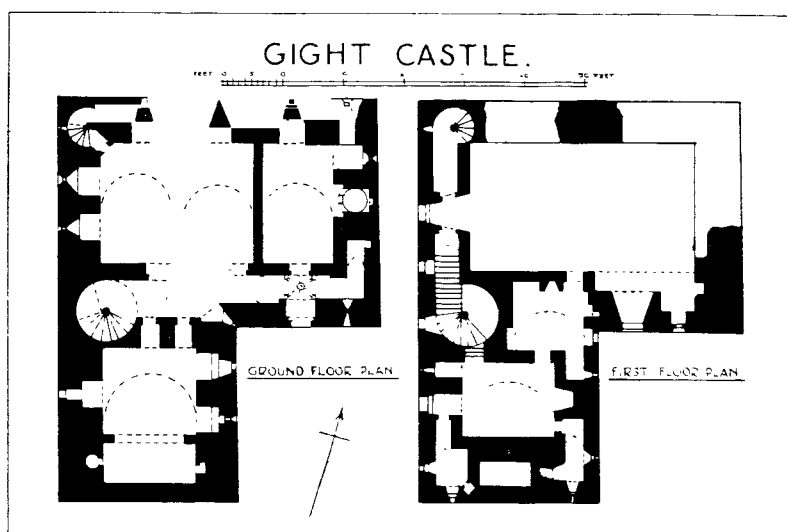 GIGHT CASTLE.
FEET
FEET
GROUND FLOOR PLAN
FIRST FLOOR PLAN